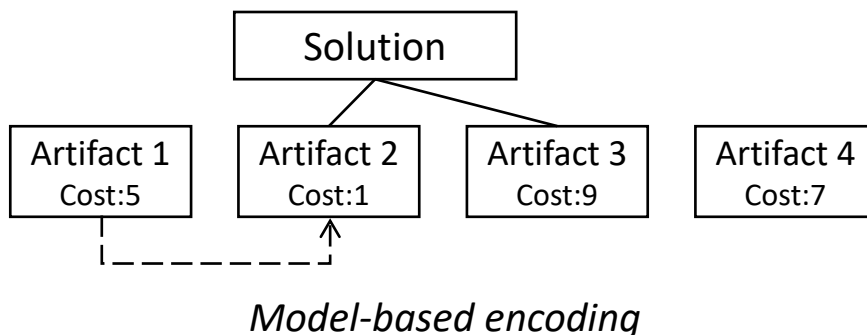 Solution
Artifact 1
Cost:5
Artifact 2
Cost:1
Artifact 3
Cost:9
Artifact 4
Cost:7
Model-based encoding